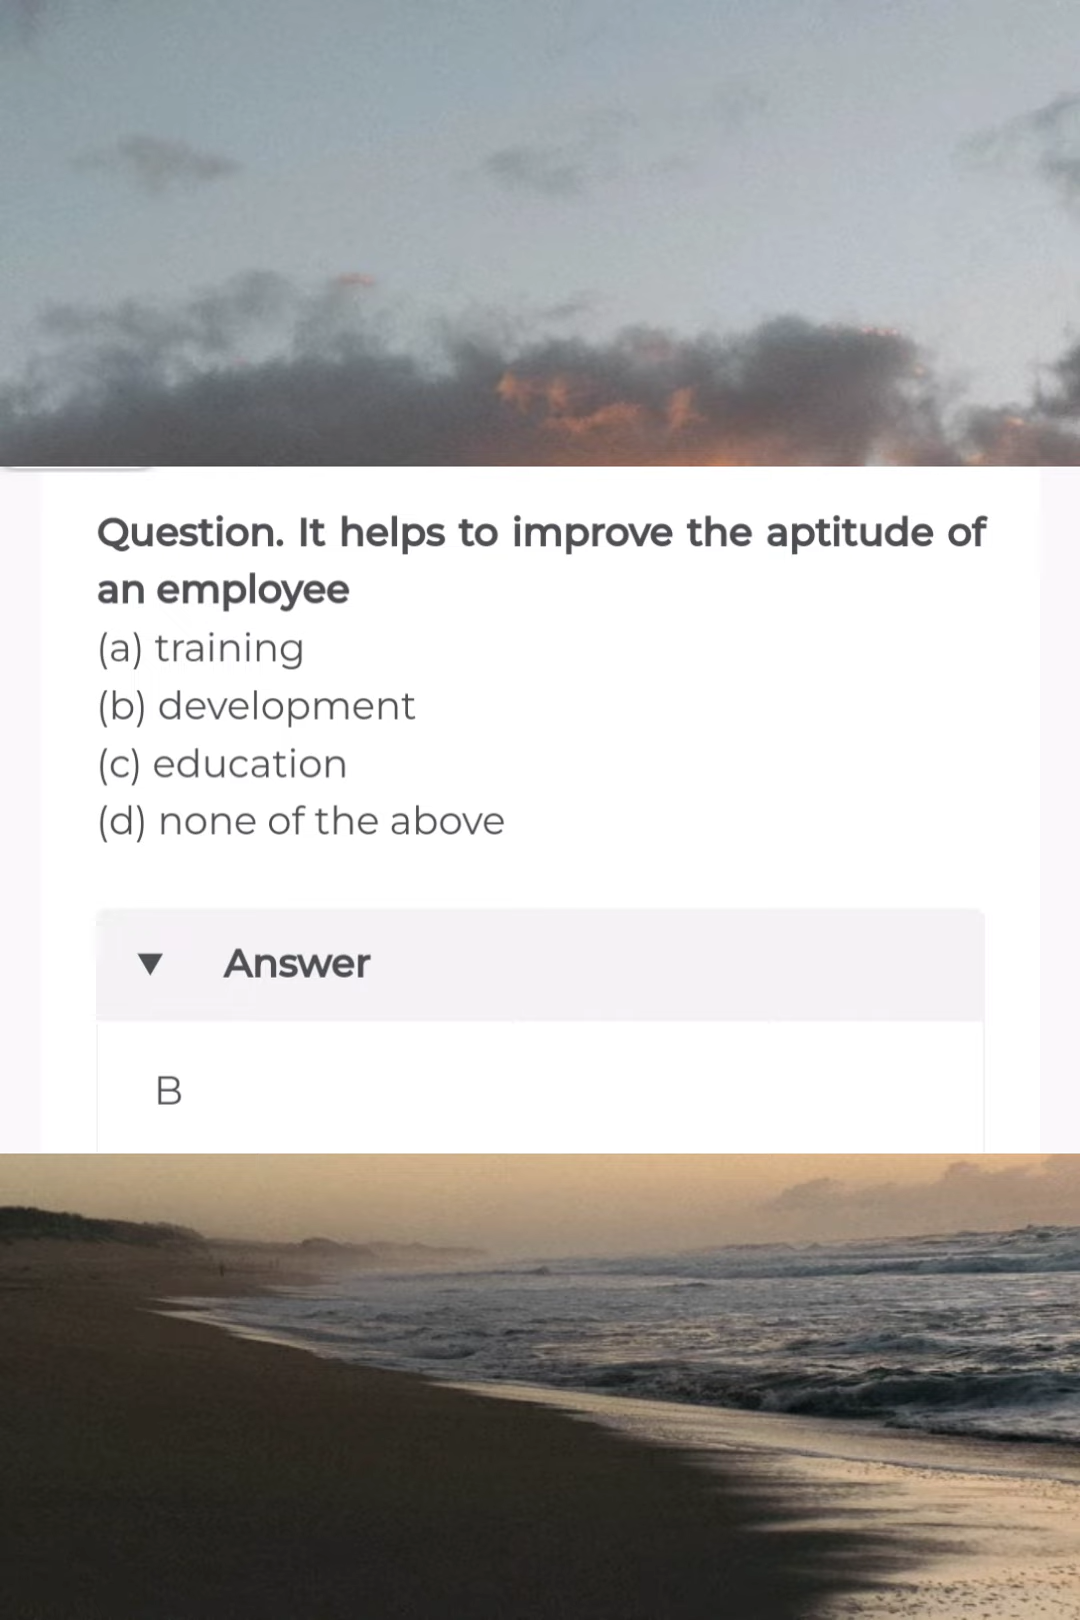 Question. It helps to improve the aptitude of
an employee
(a) training
(b) development
(c) education
(d) none of the above
▼ Answer
B